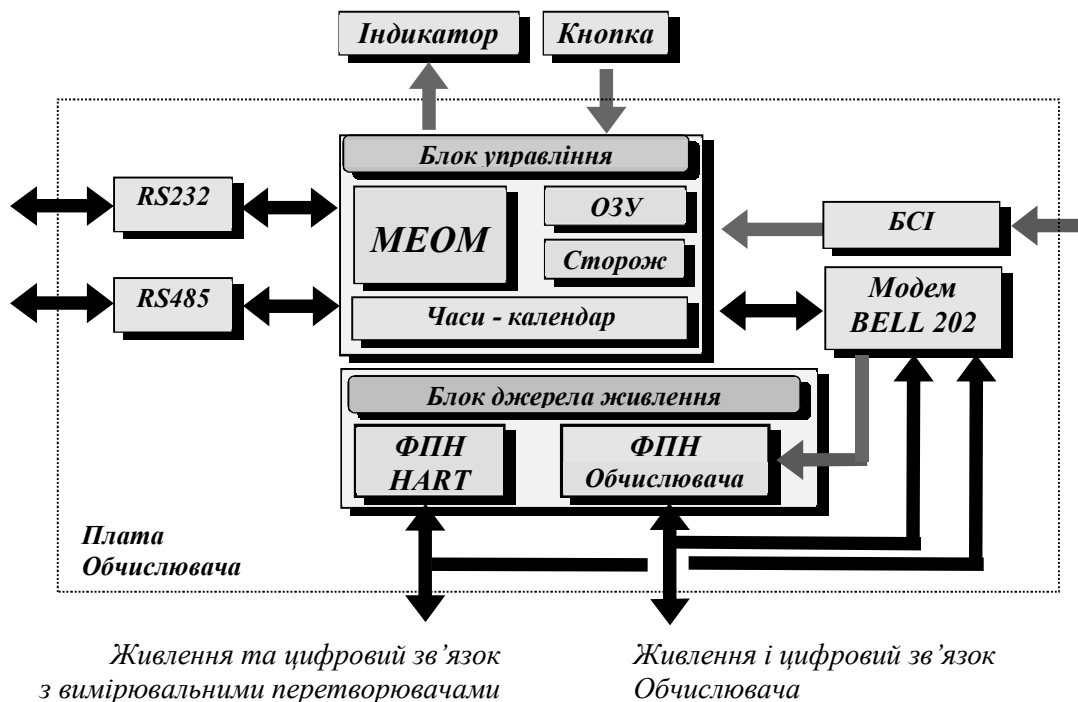 Індикатор
Кнопка
Блок управління
RS232
МЕОМ
ОЗУ
БСІ
Сторож
RS485
Часи - календар
Модем
BELL 202
Блок джерела живлення
ФПН
HART
ФПН
Обчислювача
Плата
Обчислювача
Живлення та цифровий зв’язок
з вимірювальними перетворювачами
Живлення і цифровий зв’язок
Обчислювача